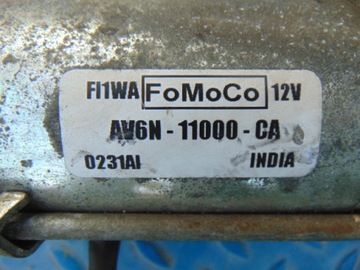 FI1WA FoMoCo 12V
AV6N - 11000 - CA
0231AI INDIA